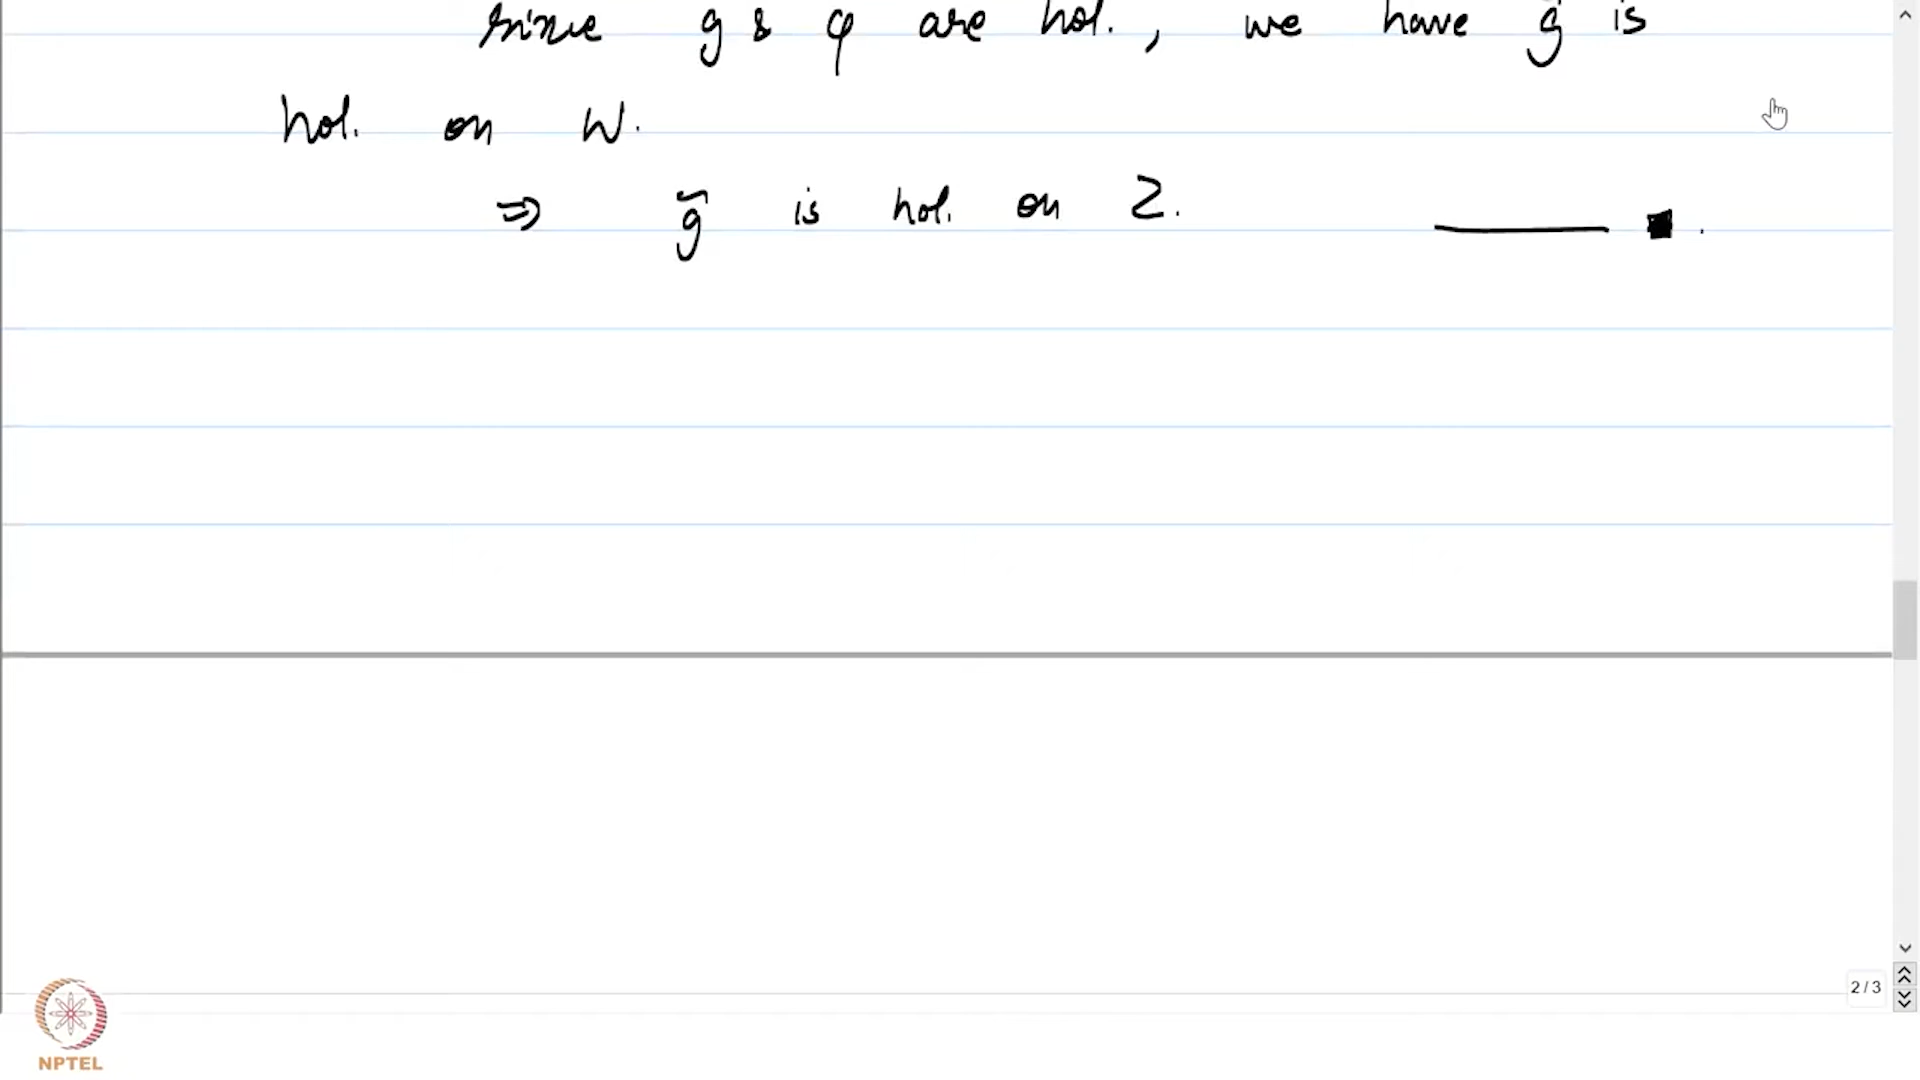 since g & φ are hol., we have g̃ is
hol. on W.
⇒ g̃ is hol. on Z.
2 / 3
NPTEL